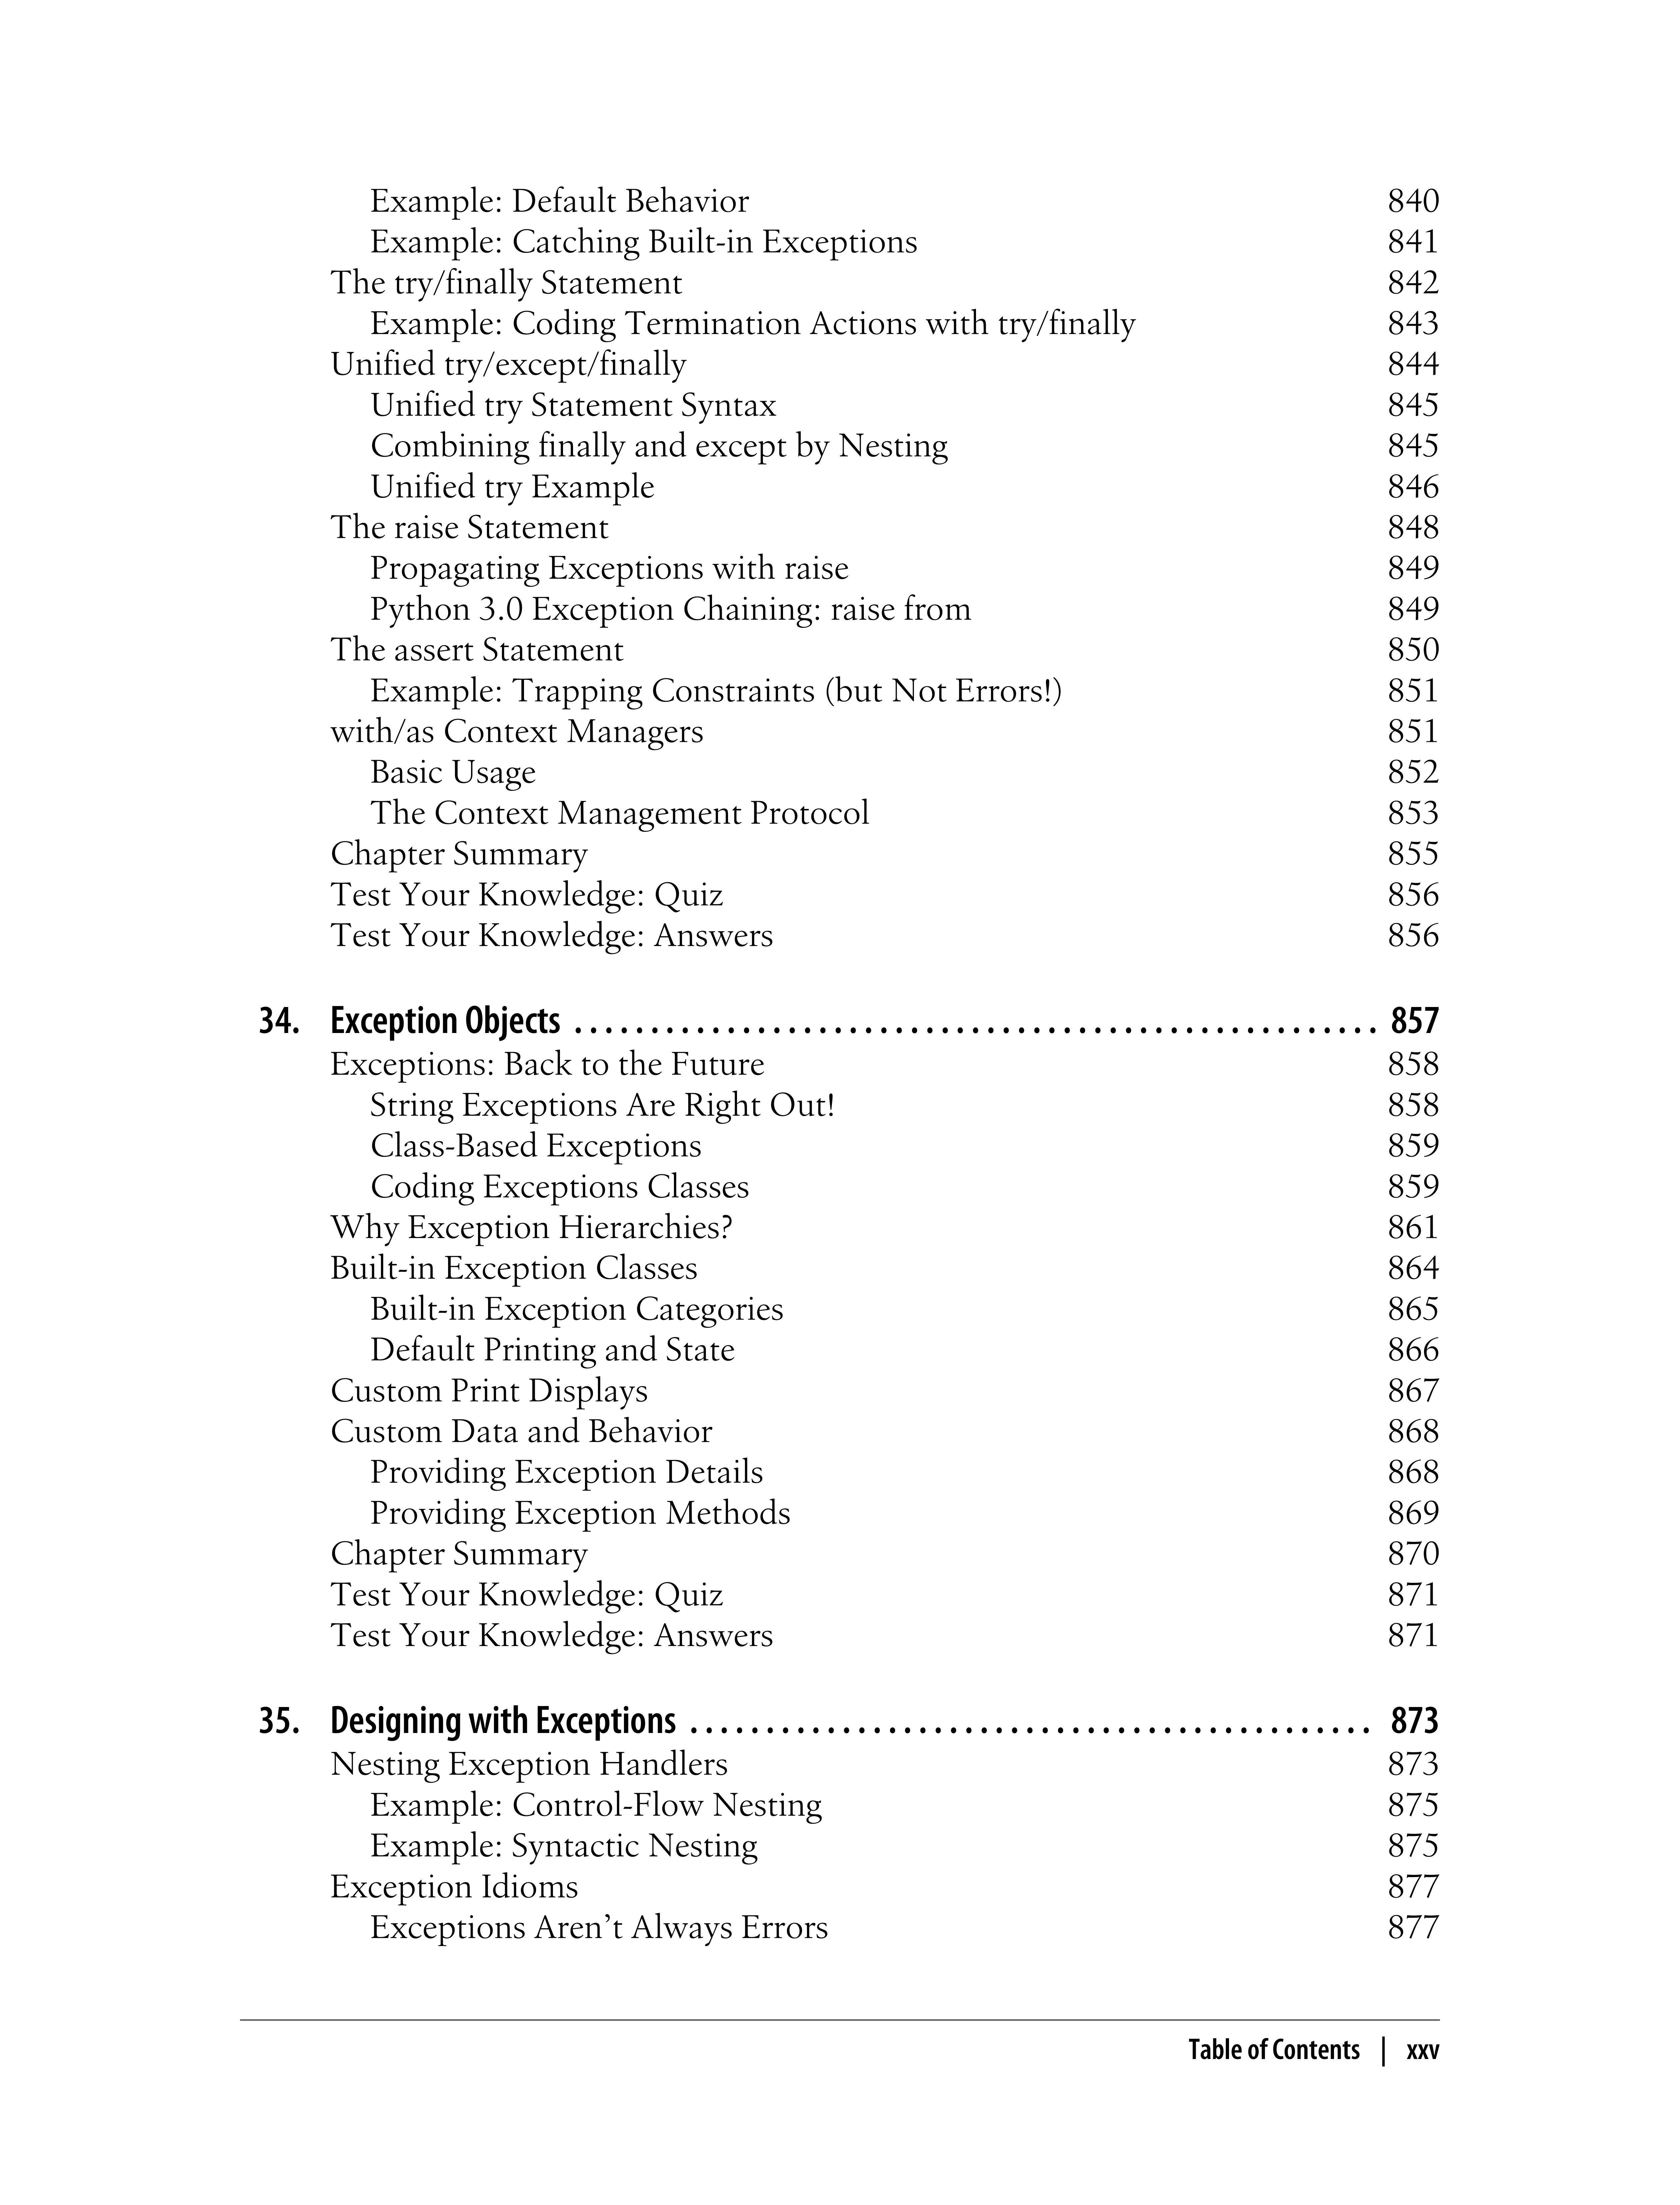 Example: Default Behavior 840
Example: Catching Built-in Exceptions 841
The try/finally Statement 842
Example: Coding Termination Actions with try/finally 843
Unified try/except/finally 844
Unified try Statement Syntax 845
Combining finally and except by Nesting 845
Unified try Example 846
The raise Statement 848
Propagating Exceptions with raise 849
Python 3.0 Exception Chaining: raise from 849
The assert Statement 850
Example: Trapping Constraints (but Not Errors!) 851
with/as Context Managers 851
Basic Usage 852
The Context Management Protocol 853
Chapter Summary 855
Test Your Knowledge: Quiz 856
Test Your Knowledge: Answers 856
34. Exception Objects . . . . . . . . . . . . . . . . . . . . . . . . . . . . . . . . . . . . . . . . . . . . . . . . . . . . . 857
Exceptions: Back to the Future 858
String Exceptions Are Right Out! 858
Class-Based Exceptions 859
Coding Exceptions Classes 859
Why Exception Hierarchies? 861
Built-in Exception Classes 864
Built-in Exception Categories 865
Default Printing and State 866
Custom Print Displays 867
Custom Data and Behavior 868
Providing Exception Details 868
Providing Exception Methods 869
Chapter Summary 870
Test Your Knowledge: Quiz 871
Test Your Knowledge: Answers 871
35. Designing with Exceptions . . . . . . . . . . . . . . . . . . . . . . . . . . . . . . . . . . . . . . . . . . . . . 873
Nesting Exception Handlers 873
Example: Control-Flow Nesting 875
Example: Syntactic Nesting 875
Exception Idioms 877
Exceptions Aren’t Always Errors 877
Table of Contents | xxv